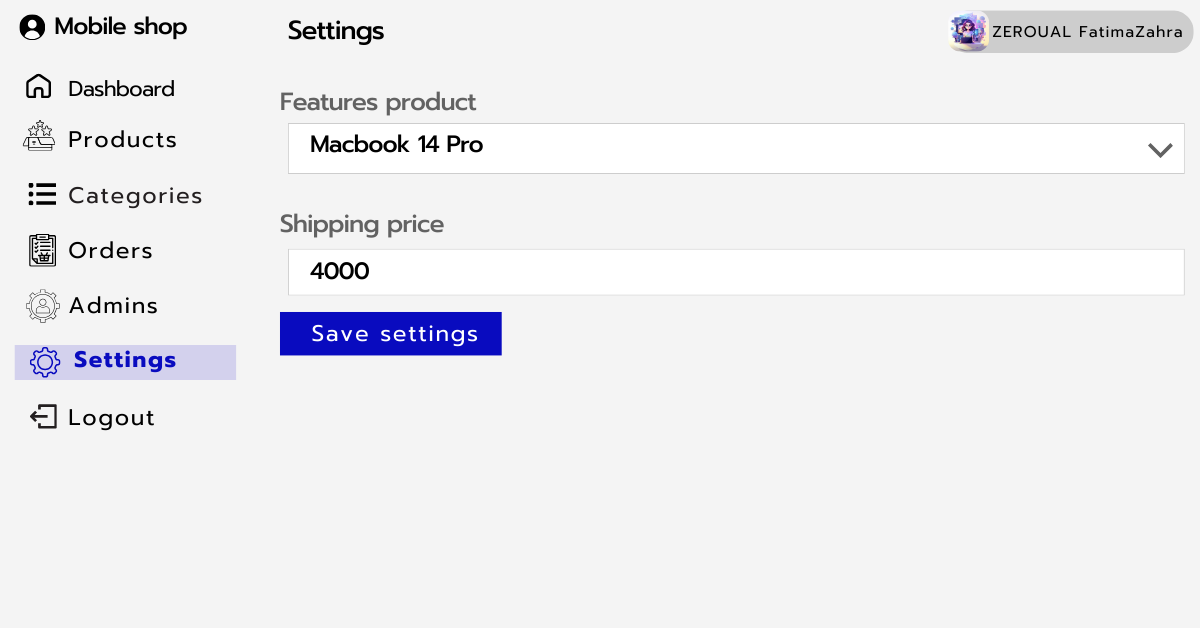 Mobile shop
Settings
ZEROUAL FatimaZahra
Dashboard
Products
Categories
Orders
Admins
Settings
Logout
Features product
Macbook 14 Pro
Shipping price
4000
Save settings